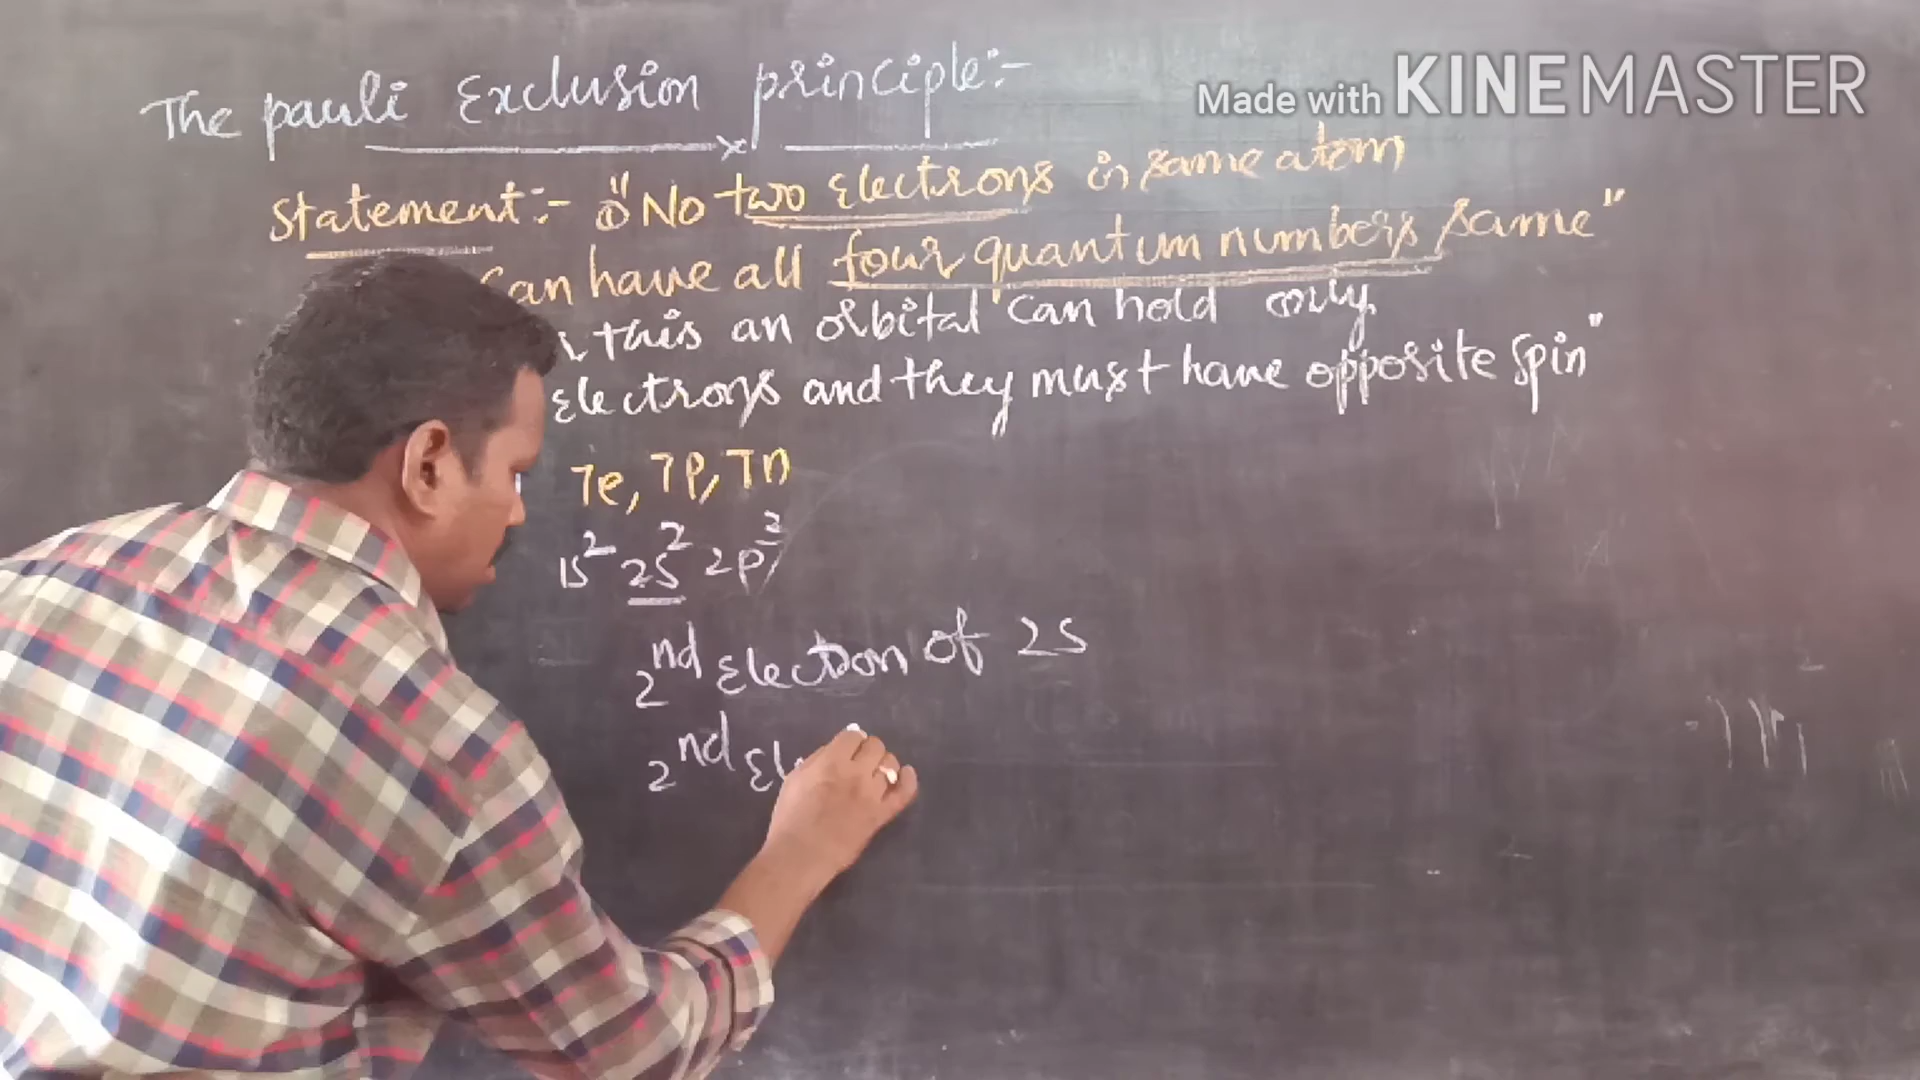 The pauli Exclusion principle:-
Made with KINEMASTER
Statement:- ① "No two Electrons in same atom
can have all four quantum numbers same"
this an orbital can hold only
Electrons and they must have opposite spin"
7e, 7p, 7n
1s² 2s² 2p³
2nd Electron of 2s
2nd El